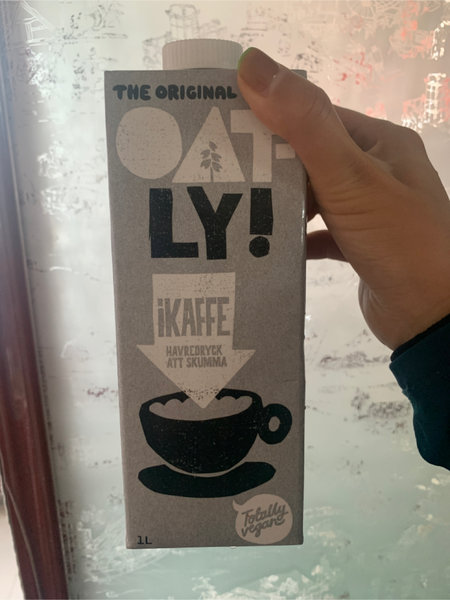 THE ORIGINAL
OAT-
LY!
iKAFFE
HAVREDRYCK
ATT SKUMMA
Totally
vegan
1L